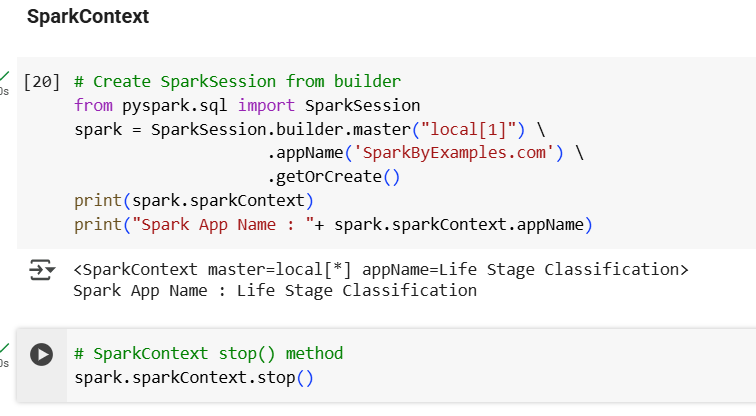 SparkContext
[20] # Create SparkSession from builder
0s
from pyspark.sql import SparkSession
spark = SparkSession.builder.master("local[1]") \
.appName('SparkByExamples.com') \
.getOrCreate()
print(spark.sparkContext)
print("Spark App Name : "+ spark.sparkContext.appName)
<SparkContext master=local[*] appName=Life Stage Classification>
Spark App Name : Life Stage Classification
# SparkContext stop() method
0s
spark.sparkContext.stop()